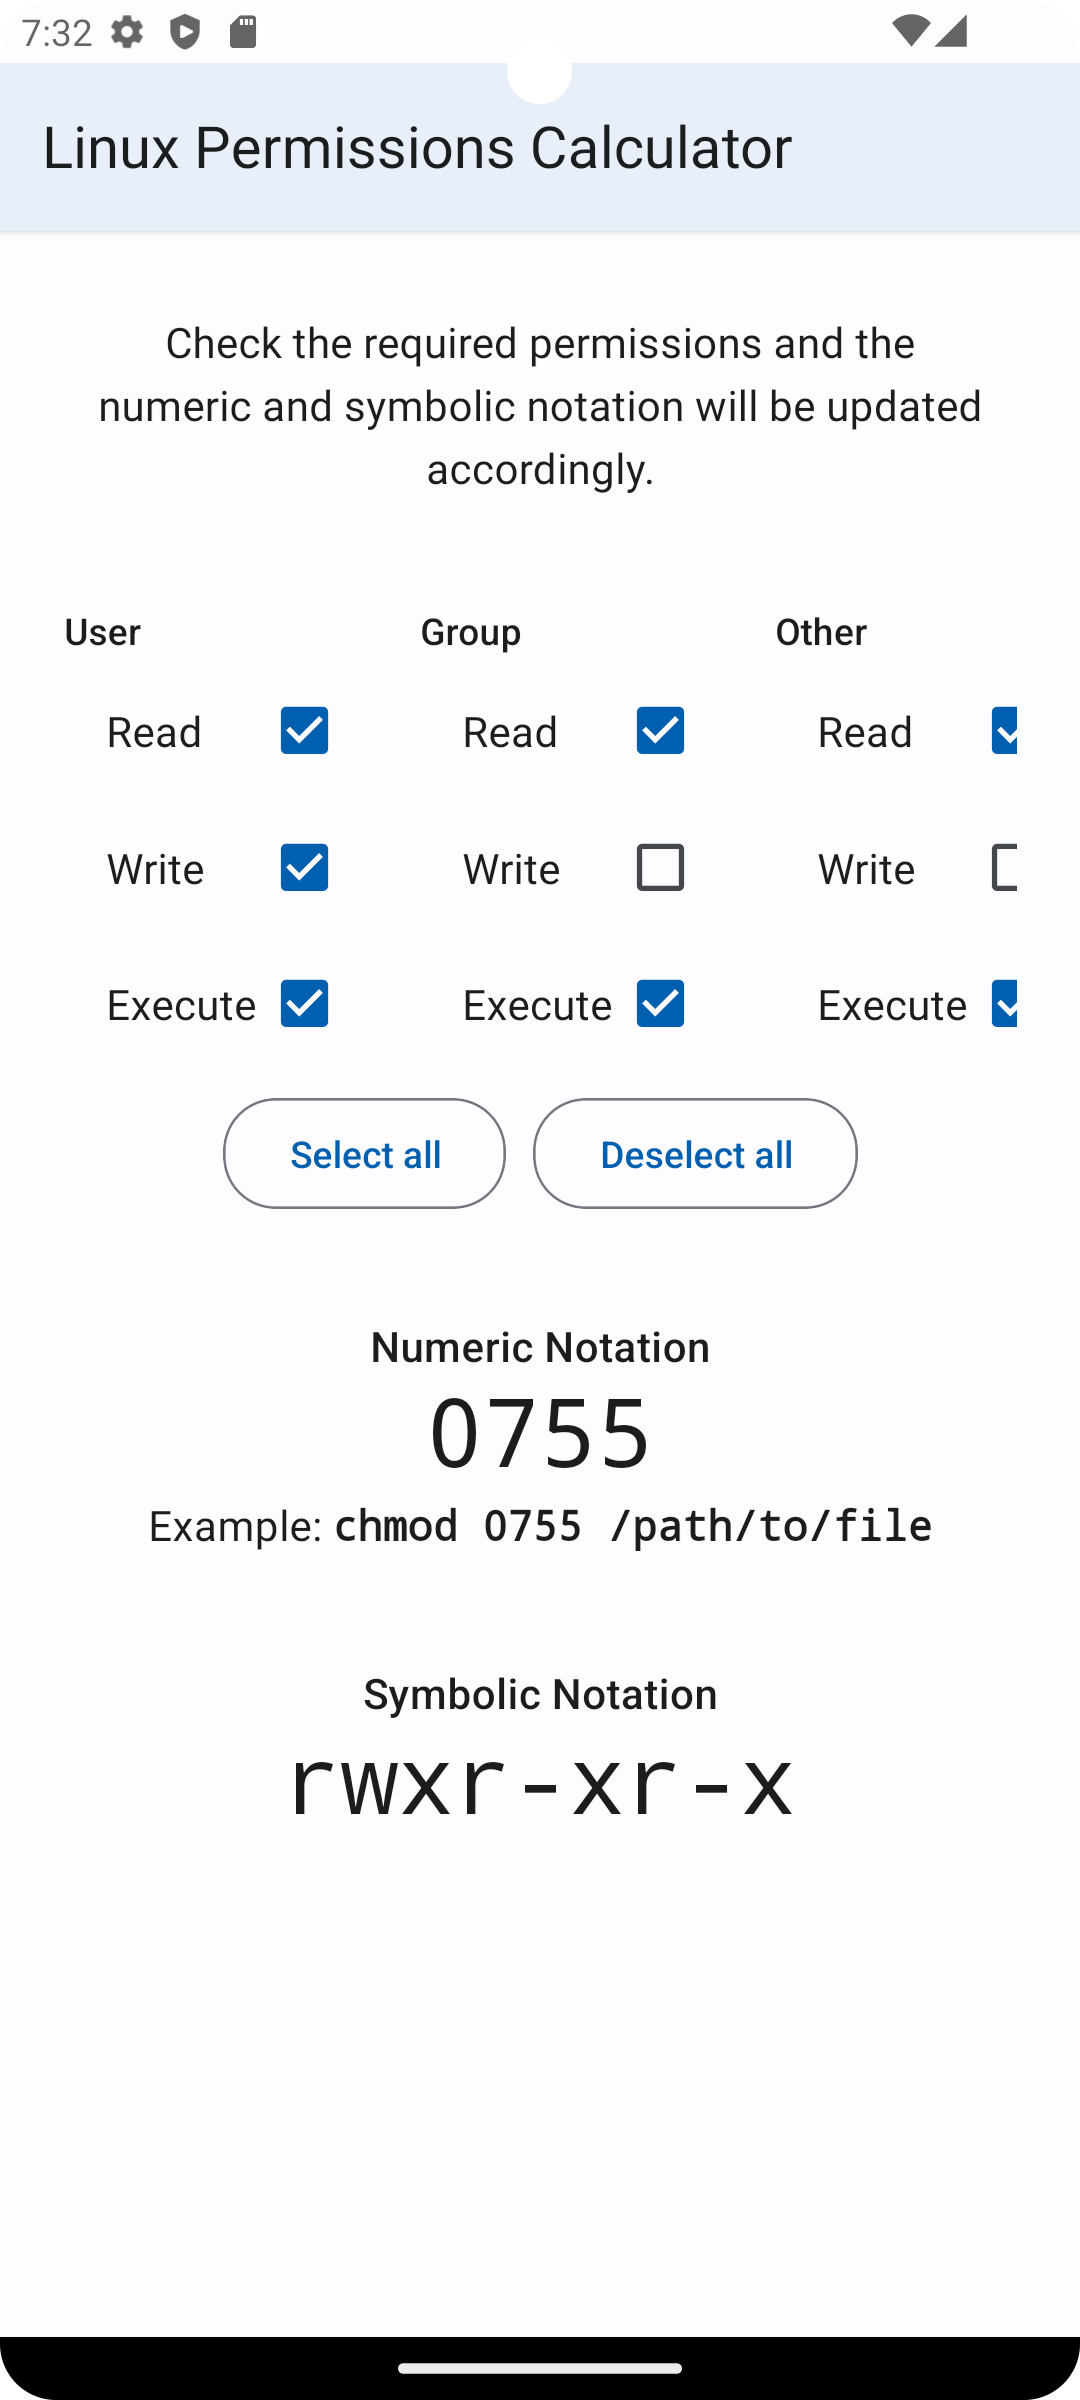 7:32
Linux Permissions Calculator
Check the required permissions and the
numeric and symbolic notation will be updated
accordingly.
User Group Other
Read Read Read
Write Write Write
Execute Execute Execute
Select all Deselect all
Numeric Notation
0755
Example: chmod 0755 /path/to/file
Symbolic Notation
rwxr-xr-x